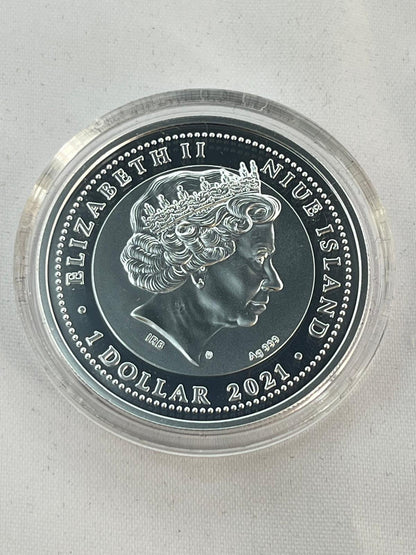 ELIZABETH II
NIUE ISLAND
· 1 DOLLAR 2021 ·
IRB
Ag 999